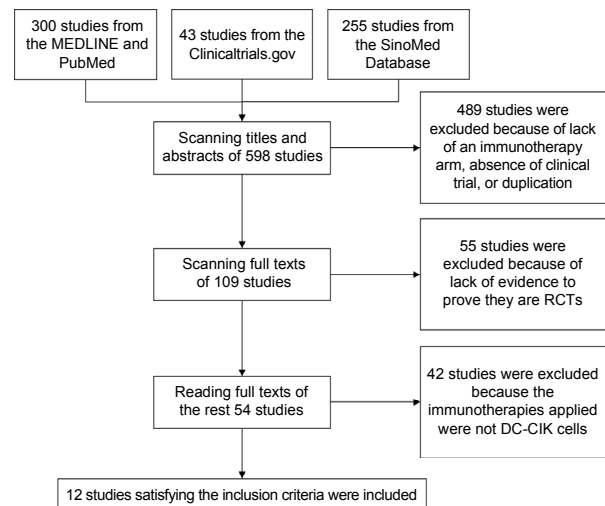 300 studies from
the MEDLINE and
PubMed
43 studies from the
Clinicaltrials.gov
255 studies from
the SinoMed
Database
Scanning titles and
abstracts of 598 studies
489 studies were
excluded because of lack
of an immunotherapy
arm, absence of clinical
trial, or duplication
Scanning full texts
of 109 studies
55 studies were
excluded because of
lack of evidence to
prove they are RCTs
Reading full texts of
the rest 54 studies
42 studies were excluded
because the
immunotherapies applied
were not DC-CIK cells
12 studies satisfying the inclusion criteria were included